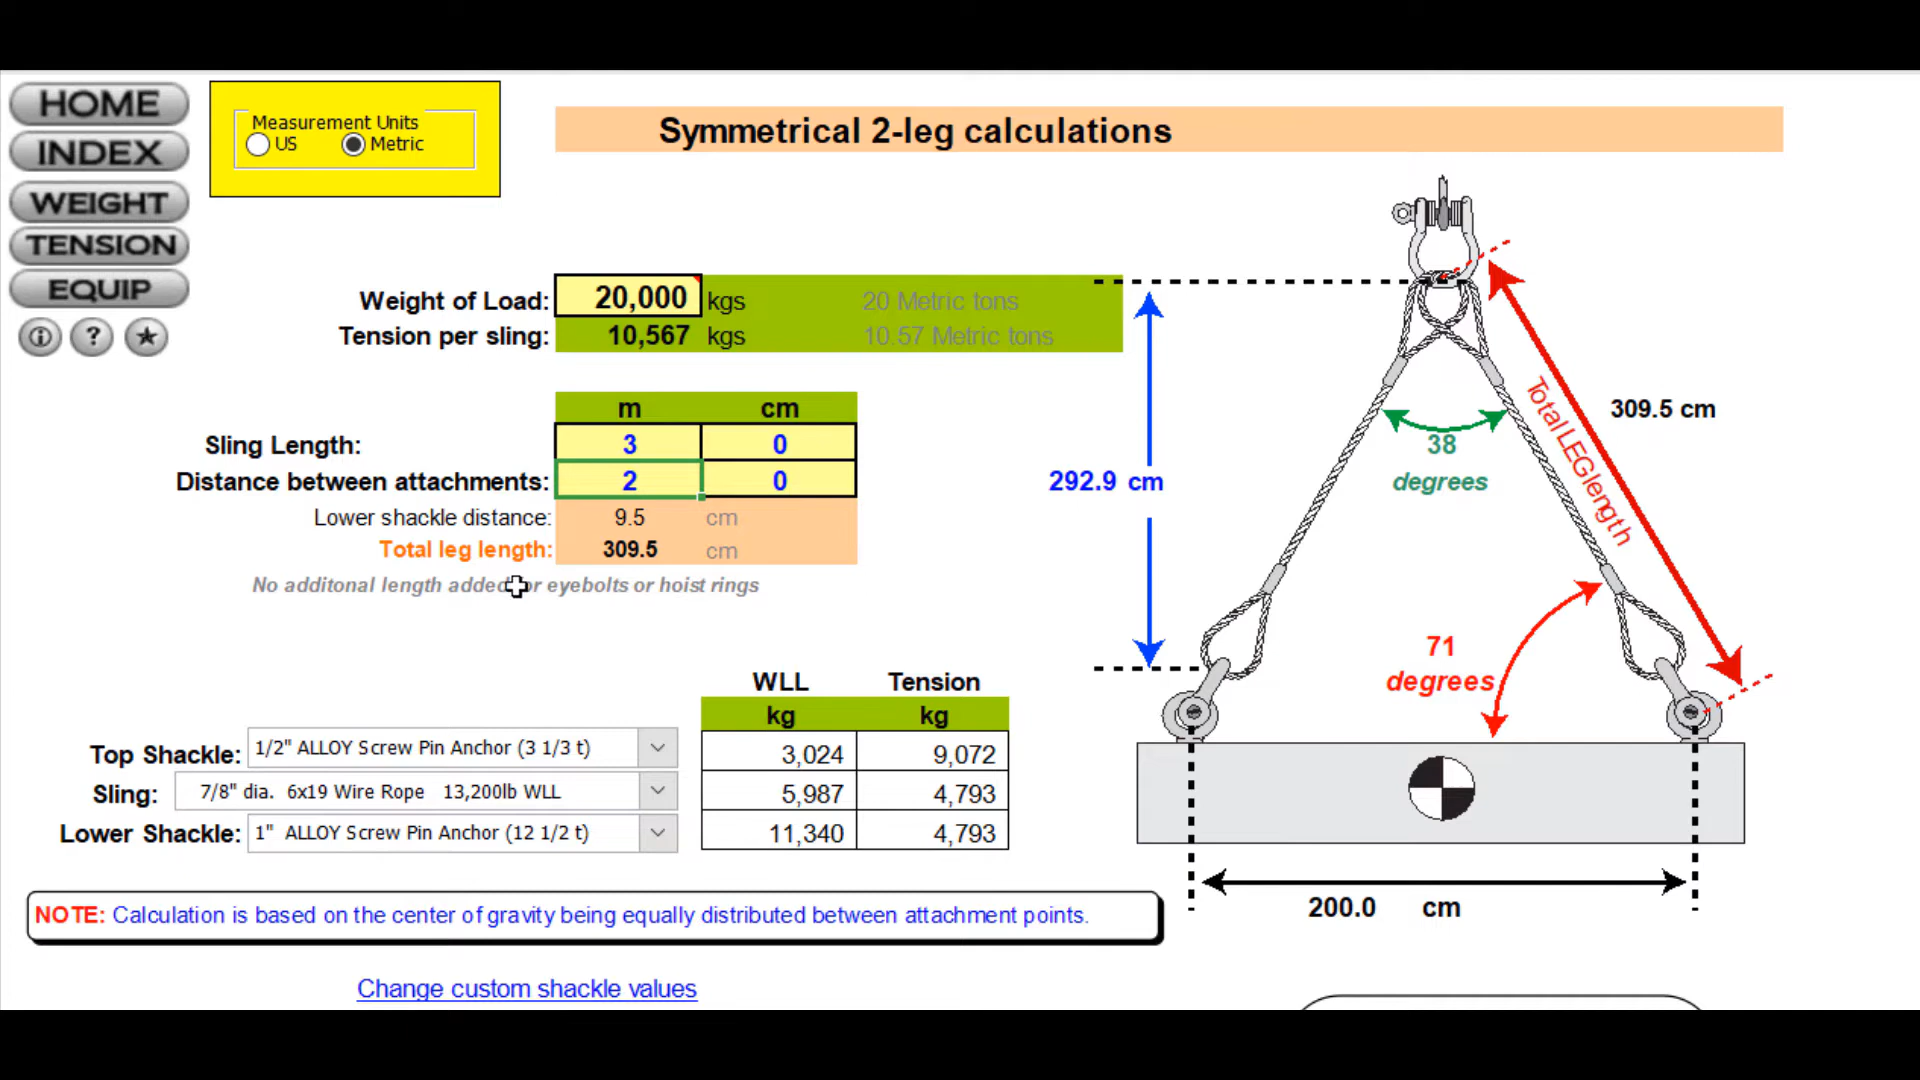 HOME
INDEX
WEIGHT
TENSION
EQUIP
Measurement Units
US Metric
Symmetrical 2-leg calculations
Weight of Load: 20,000 kgs 20 Metric tons
Tension per sling: 10,567 kgs 10.57 Metric tons
m cm
Sling Length: 3 0
Distance between attachments: 2 0
Lower shackle distance: 9.5 cm
Total leg length: 309.5 cm
No additonal length added or eyebolts or hoist rings
WLL Tension
kg kg
Top Shackle: 1/2" ALLOY Screw Pin Anchor (3 1/3 t) 3,024 9,072
Sling: 7/8" dia. 6x19 Wire Rope 13,200lb WLL 5,987 4,793
Lower Shackle: 1" ALLOY Screw Pin Anchor (12 1/2 t) 11,340 4,793
NOTE: Calculation is based on the center of gravity being equally distributed between attachment points.
Change custom shackle values
292.9 cm
38
degrees
Total LEG length
309.5 cm
71
degrees
200.0 cm